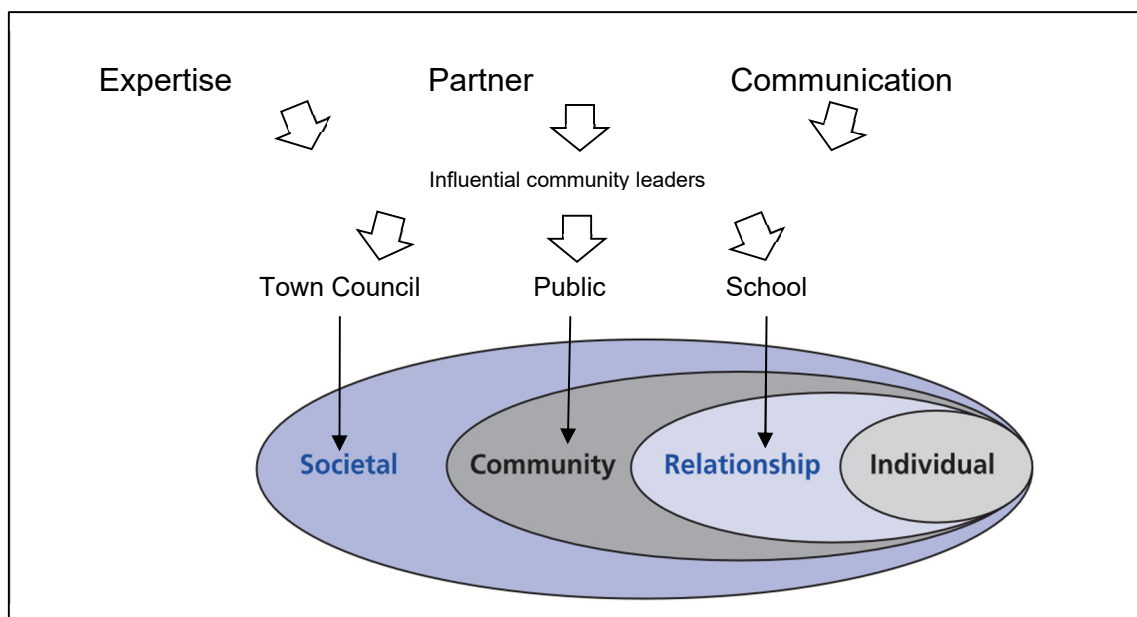 Expertise Partner Communication
Influential community leaders
Town Council Public School
Societal Community Relationship Individual